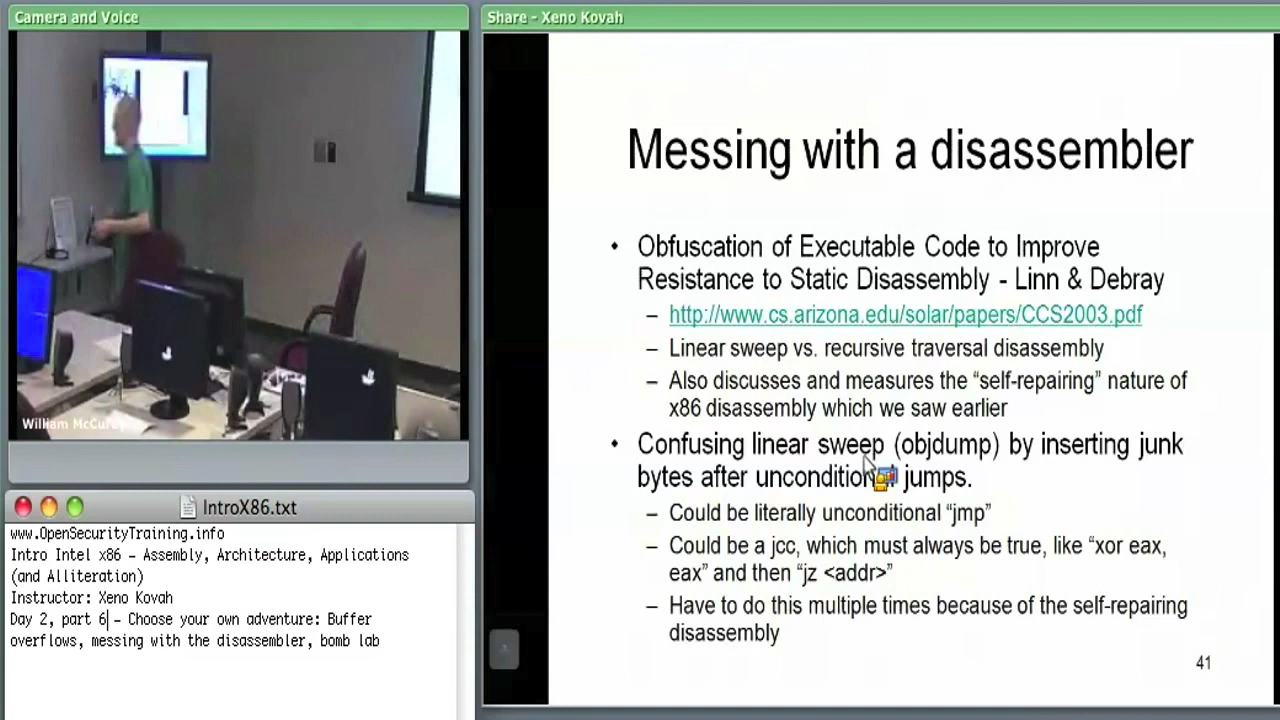 Camera and Voice
William McCu
IntroX86.txt
www.OpenSecurityTraining.info
Intro Intel x86 – Assembly, Architecture, Applications
(and Alliteration)
Instructor: Xeno Kovah
Day 2, part 6 – Choose your own adventure: Buffer
overflows, messing with the disassembler, bomb lab
Share - Xeno Kovah
Messing with a disassembler
• Obfuscation of Executable Code to Improve
Resistance to Static Disassembly - Linn & Debray
– http://www.cs.arizona.edu/solar/papers/CCS2003.pdf
– Linear sweep vs. recursive traversal disassembly
– Also discusses and measures the “self-repairing” nature of
x86 disassembly which we saw earlier
• Confusing linear sweep (objdump) by inserting junk
bytes after unconditional jumps.
– Could be literally unconditional “jmp”
– Could be a jcc, which must always be true, like “xor eax,
eax” and then “jz <addr>”
– Have to do this multiple times because of the self-repairing
disassembly
41